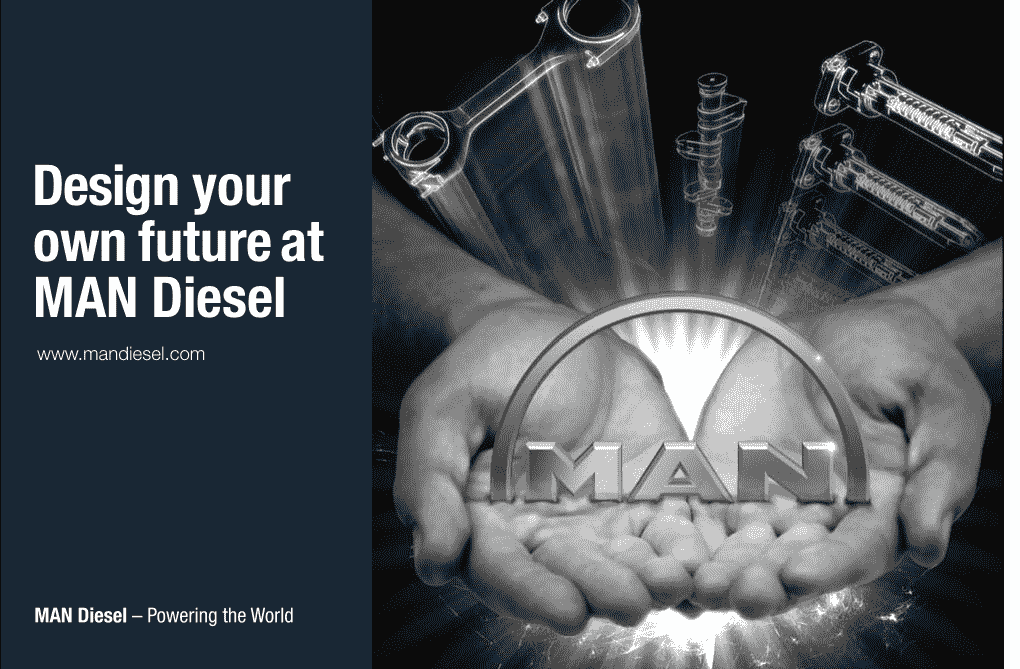 Design your
own future at
MAN Diesel
www.mandiesel.com
MAN
MAN Diesel – Powering the World